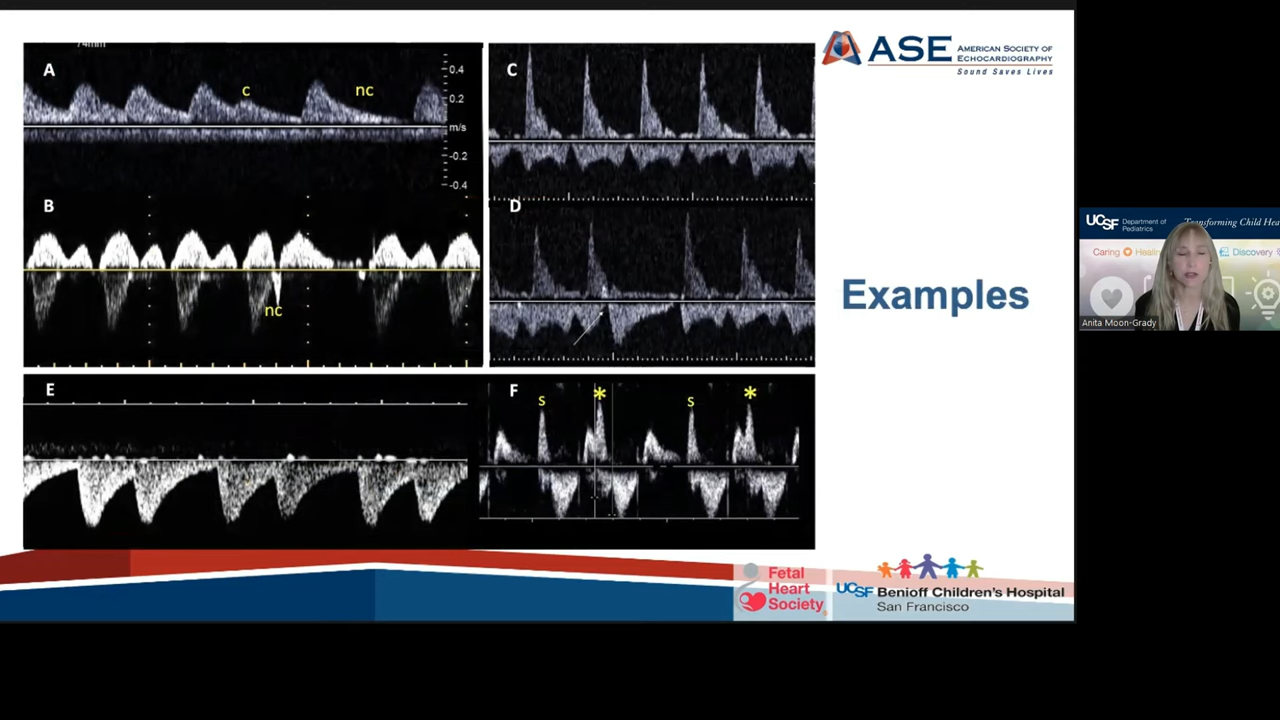 74mm
A
c
nc
0.4
0.2
m/s
-0.2
-0.4
B
nc
C
D
E
F
s
*
s
*
ASE
AMERICAN SOCIETY OF
ECHOCARDIOGRAPHY
Sound Saves Lives
Examples
Fetal
Heart
Society
UCSF Benioff Children's Hospital
San Francisco
UCSF
Department of
Pediatrics
Transforming Child Hea
Caring
Healin
Discovery
Anita Moon-Grady